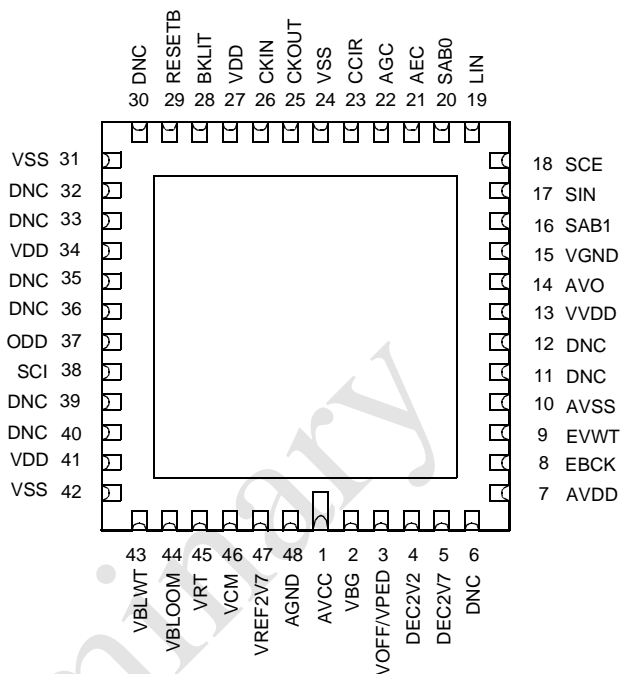 DNC RESETB BKLIT VDD CKIN CKOUT VSS CCIR AGC AEC SAB0 LIN
30 29 28 27 26 25 24 23 22 21 20 19
VSS 31
DNC 32
DNC 33
VDD 34
DNC 35
DNC 36
ODD 37
SCI 38
DNC 39
DNC 40
VDD 41
VSS 42
18 SCE
17 SIN
16 SAB1
15 VGND
14 AVO
13 VVDD
12 DNC
11 DNC
10 AVSS
9 EVWT
8 EBCK
7 AVDD
43 44 45 46 47 48 1 2 3 4 5 6
VBLWT VBLOOM VRT VCM VREF2V7 AGND AVCC VBG VOFF/VPED DEC2V2 DEC2V7 DNC
minary